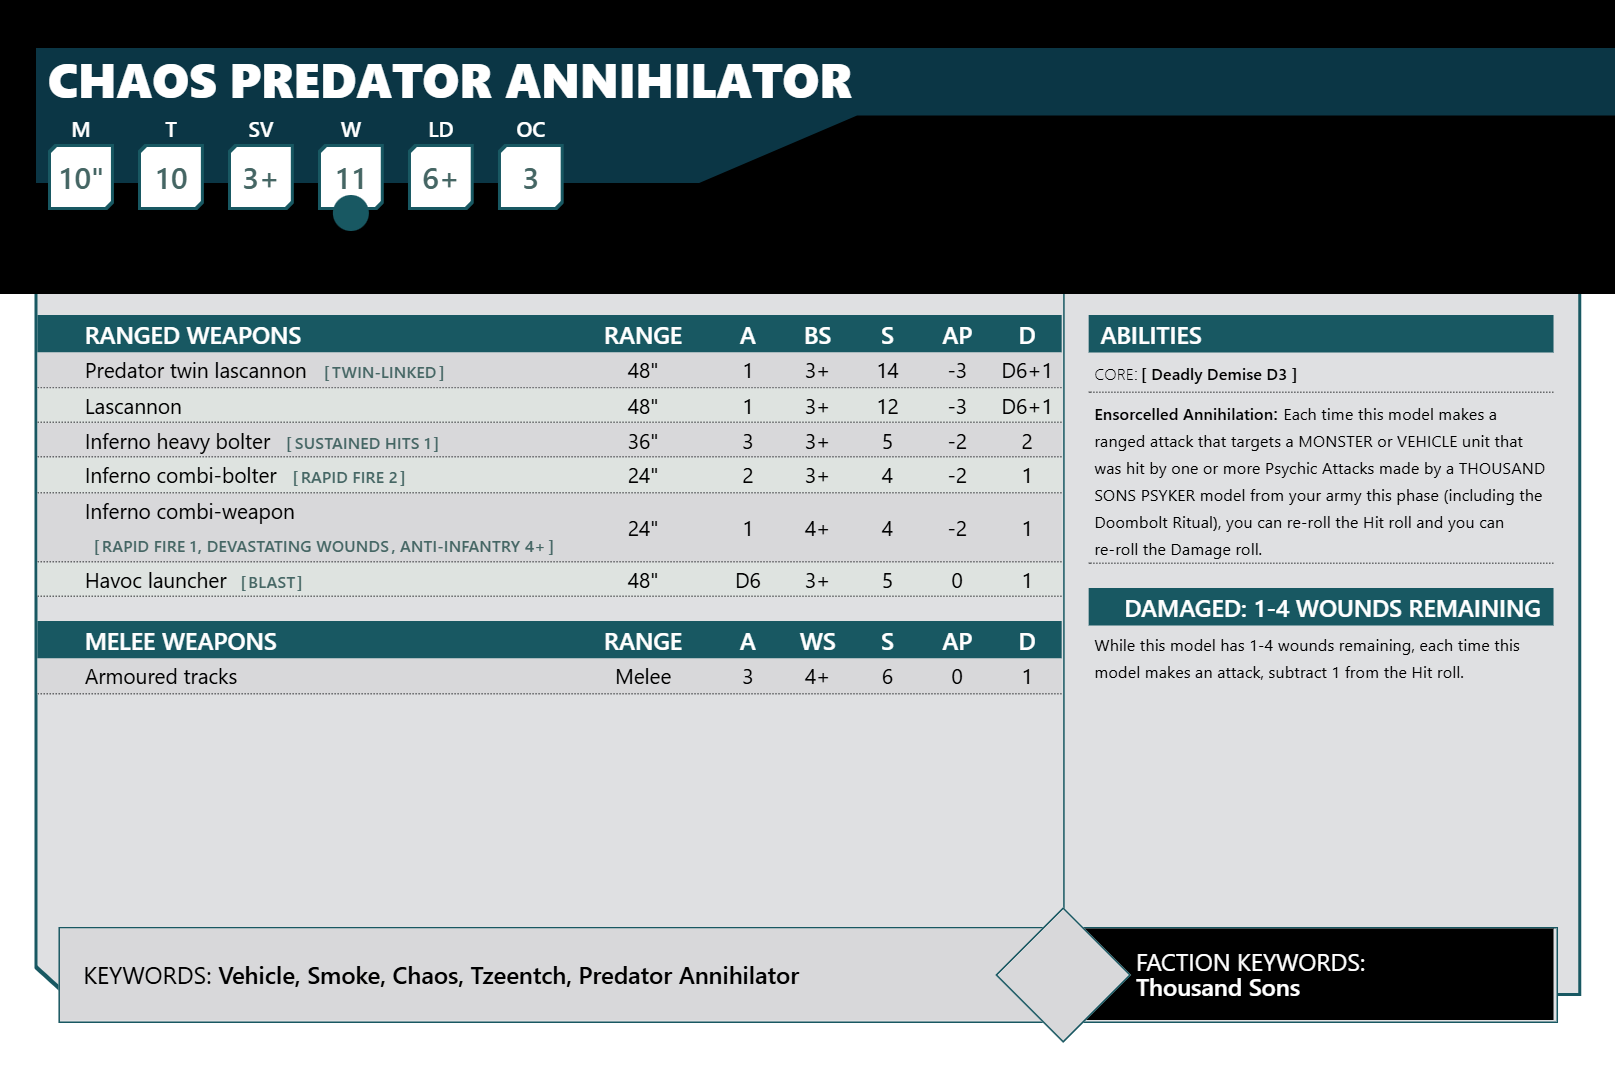 CHAOS PREDATOR ANNIHILATOR
M T SV W LD OC
10" 10 3+ 11 6+ 3
RANGED WEAPONS RANGE A BS S AP D
Predator twin lascannon [TWIN-LINKED] 48" 1 3+ 14 -3 D6+1
Lascannon 48" 1 3+ 12 -3 D6+1
Inferno heavy bolter [SUSTAINED HITS 1] 36" 3 3+ 5 -2 2
Inferno combi-bolter [RAPID FIRE 2] 24" 2 3+ 4 -2 1
Inferno combi-weapon 24" 1 4+ 4 -2 1
[RAPID FIRE 1, DEVASTATING WOUNDS, ANTI-INFANTRY 4+]
Havoc launcher [BLAST] 48" D6 3+ 5 0 1
MELEE WEAPONS RANGE A WS S AP D
Armoured tracks Melee 3 4+ 6 0 1
ABILITIES
CORE: [ Deadly Demise D3 ]
Ensorcelled Annihilation: Each time this model makes a
ranged attack that targets a MONSTER or VEHICLE unit that
was hit by one or more Psychic Attacks made by a THOUSAND
SONS PSYKER model from your army this phase (including the
Doombolt Ritual), you can re-roll the Hit roll and you can
re-roll the Damage roll.
DAMAGED: 1-4 WOUNDS REMAINING
While this model has 1-4 wounds remaining, each time this
model makes an attack, subtract 1 from the Hit roll.
KEYWORDS: Vehicle, Smoke, Chaos, Tzeentch, Predator Annihilator
FACTION KEYWORDS:
Thousand Sons